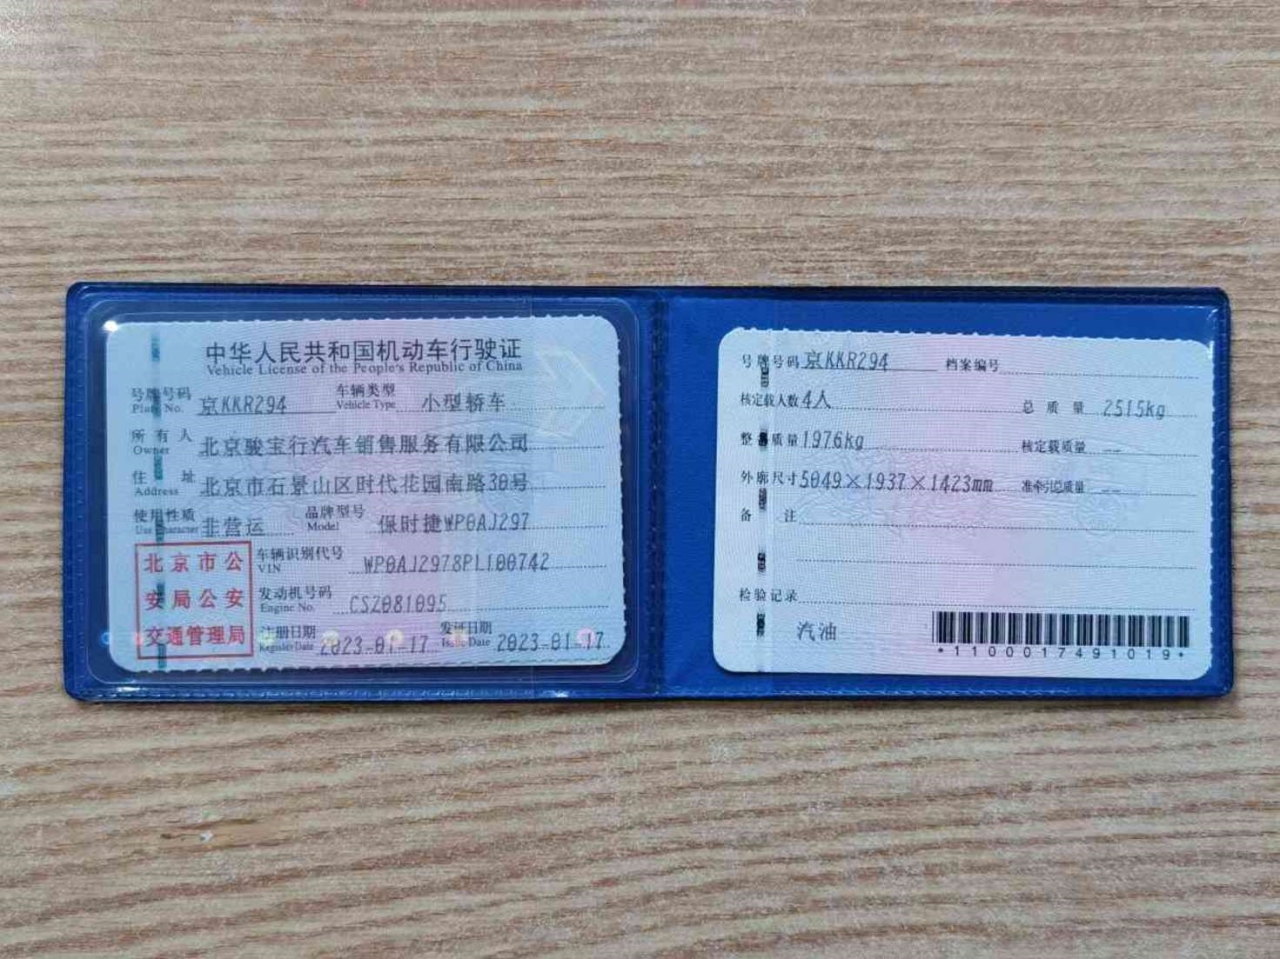 中华人民共和国机动车行驶证
Vehicle License of the People's Republic of China
号牌号码 京KKR294 车辆类型 小型轿车
Plate No. Vehicle Type
所有人 北京骏宝行汽车销售服务有限公司
Owner
住址 北京市石景山区时代花园南路30号
Address
使用性质 非营运 品牌型号 保时捷WP0AJ297
Use Character Model
北京市公
安局公安
交通管理局
车辆识别代号 WP0AJ2978PL100742
VIN
发动机号码 CSZ081095
Engine No.
注册日期 2023-01-17 发证日期 2023-01-17
Register Date Issue Date
号牌号码 京KKR294 档案编号
核定载人数 4人 总质量 2515kg
整备质量 1976kg 核定载质量 --
外廓尺寸 5049×1937×1423mm 准牵引总质量 --
备注
检验记录
汽油
*1100017491019*